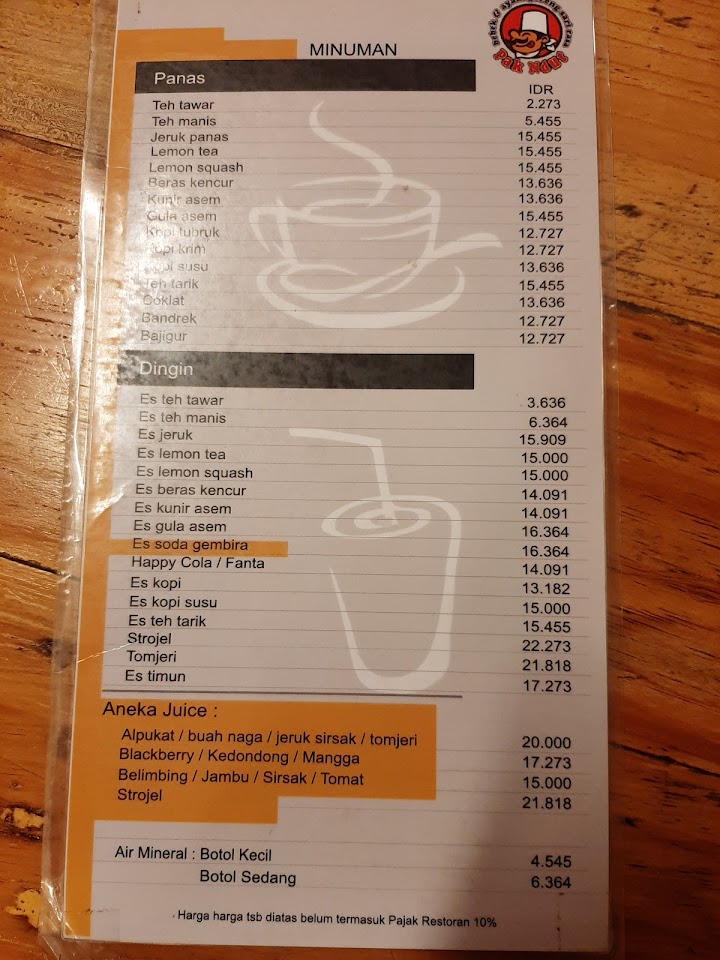 bebek & ayam goreng sari rasa
Pak Ndut
MINUMAN
Panas
IDR
Teh tawar 2.273
Teh manis 5.455
Jeruk panas 15.455
Lemon tea 15.455
Lemon squash 15.455
Beras kencur 13.636
Kunir asem 13.636
Gula asem 15.455
Kopi tubruk 12.727
Kopi krim 12.727
Kopi susu 13.636
Teh tarik 15.455
Coklat 13.636
Bandrek 12.727
Bajigur 12.727
Dingin
Es teh tawar 3.636
Es teh manis 6.364
Es jeruk 15.909
Es lemon tea 15.000
Es lemon squash 15.000
Es beras kencur 14.091
Es kunir asem 14.091
Es gula asem 16.364
Es soda gembira 16.364
Happy Cola / Fanta 14.091
Es kopi 13.182
Es kopi susu 15.000
Es teh tarik 15.455
Strojel 22.273
Tomjeri 21.818
Es timun 17.273
Aneka Juice :
Alpukat / buah naga / jeruk sirsak / tomjeri 20.000
Blackberry / Kedondong / Mangga 17.273
Belimbing / Jambu / Sirsak / Tomat 15.000
Strojel 21.818
Air Mineral : Botol Kecil 4.545
Botol Sedang 6.364
Harga harga tsb diatas belum termasuk Pajak Restoran 10%